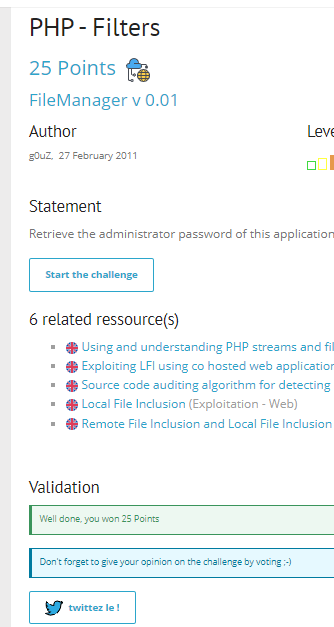 PHP - Filters
25 Points
FileManager v 0.01
Author
Leve
g0uZ, 27 February 2011
Statement
Retrieve the administrator password of this application
Start the challenge
6 related ressource(s)
Using and understanding PHP streams and fil
Exploiting LFI using co hosted web application
Source code auditing algorithm for detecting
Local File Inclusion (Exploitation - Web)
Remote File Inclusion and Local File Inclusion
Validation
Well done, you won 25 Points
Don't forget to give your opinion on the challenge by voting ;-)
twittez le !